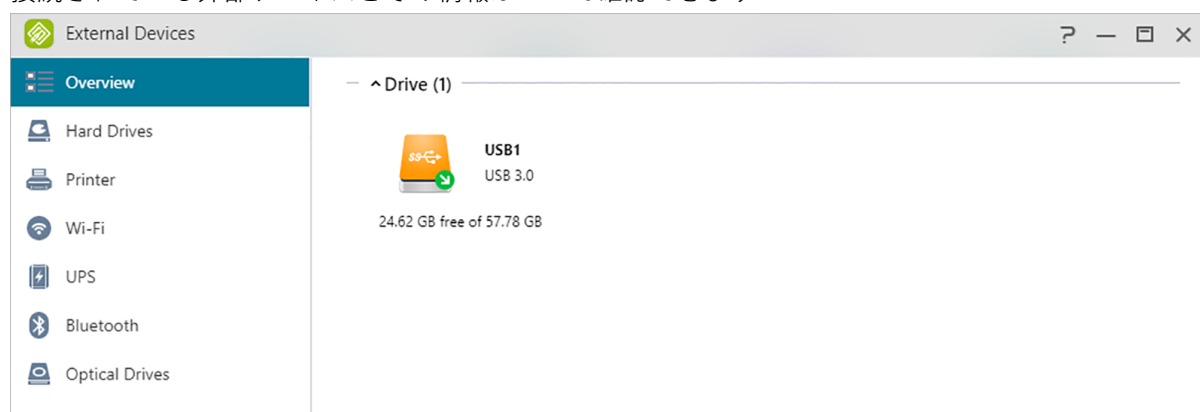 External Devices
Overview
Hard Drives
Printer
Wi-Fi
UPS
Bluetooth
Optical Drives
Drive (1)
USB1
USB 3.0
24.62 GB free of 57.78 GB